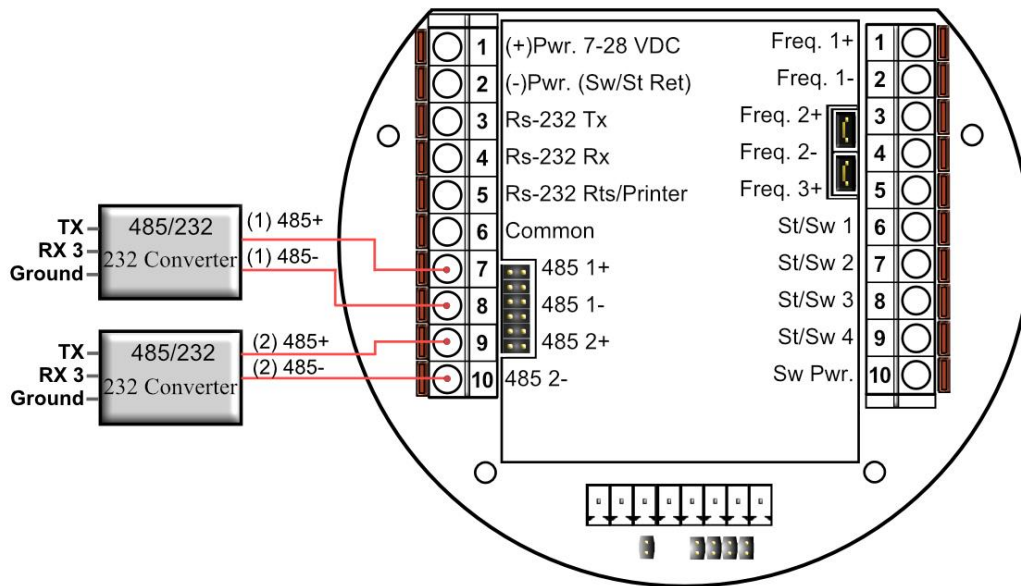 1 (+)Pwr. 7-28 VDC
2 (-)Pwr. (Sw/St Ret)
3 Rs-232 Tx
4 Rs-232 Rx
5 Rs-232 Rts/Printer
6 Common
7 485 1+
8 485 1-
9 485 2+
10 485 2-
Freq. 1+ 1
Freq. 1- 2
Freq. 2+ 3
Freq. 2- 4
Freq. 3+ 5
St/Sw 1 6
St/Sw 2 7
St/Sw 3 8
St/Sw 4 9
Sw Pwr. 10
TX
RX 3
Ground
485/232
232 Converter
(1) 485+
(1) 485-
TX
RX 3
Ground
485/232
232 Converter
(2) 485+
(2) 485-